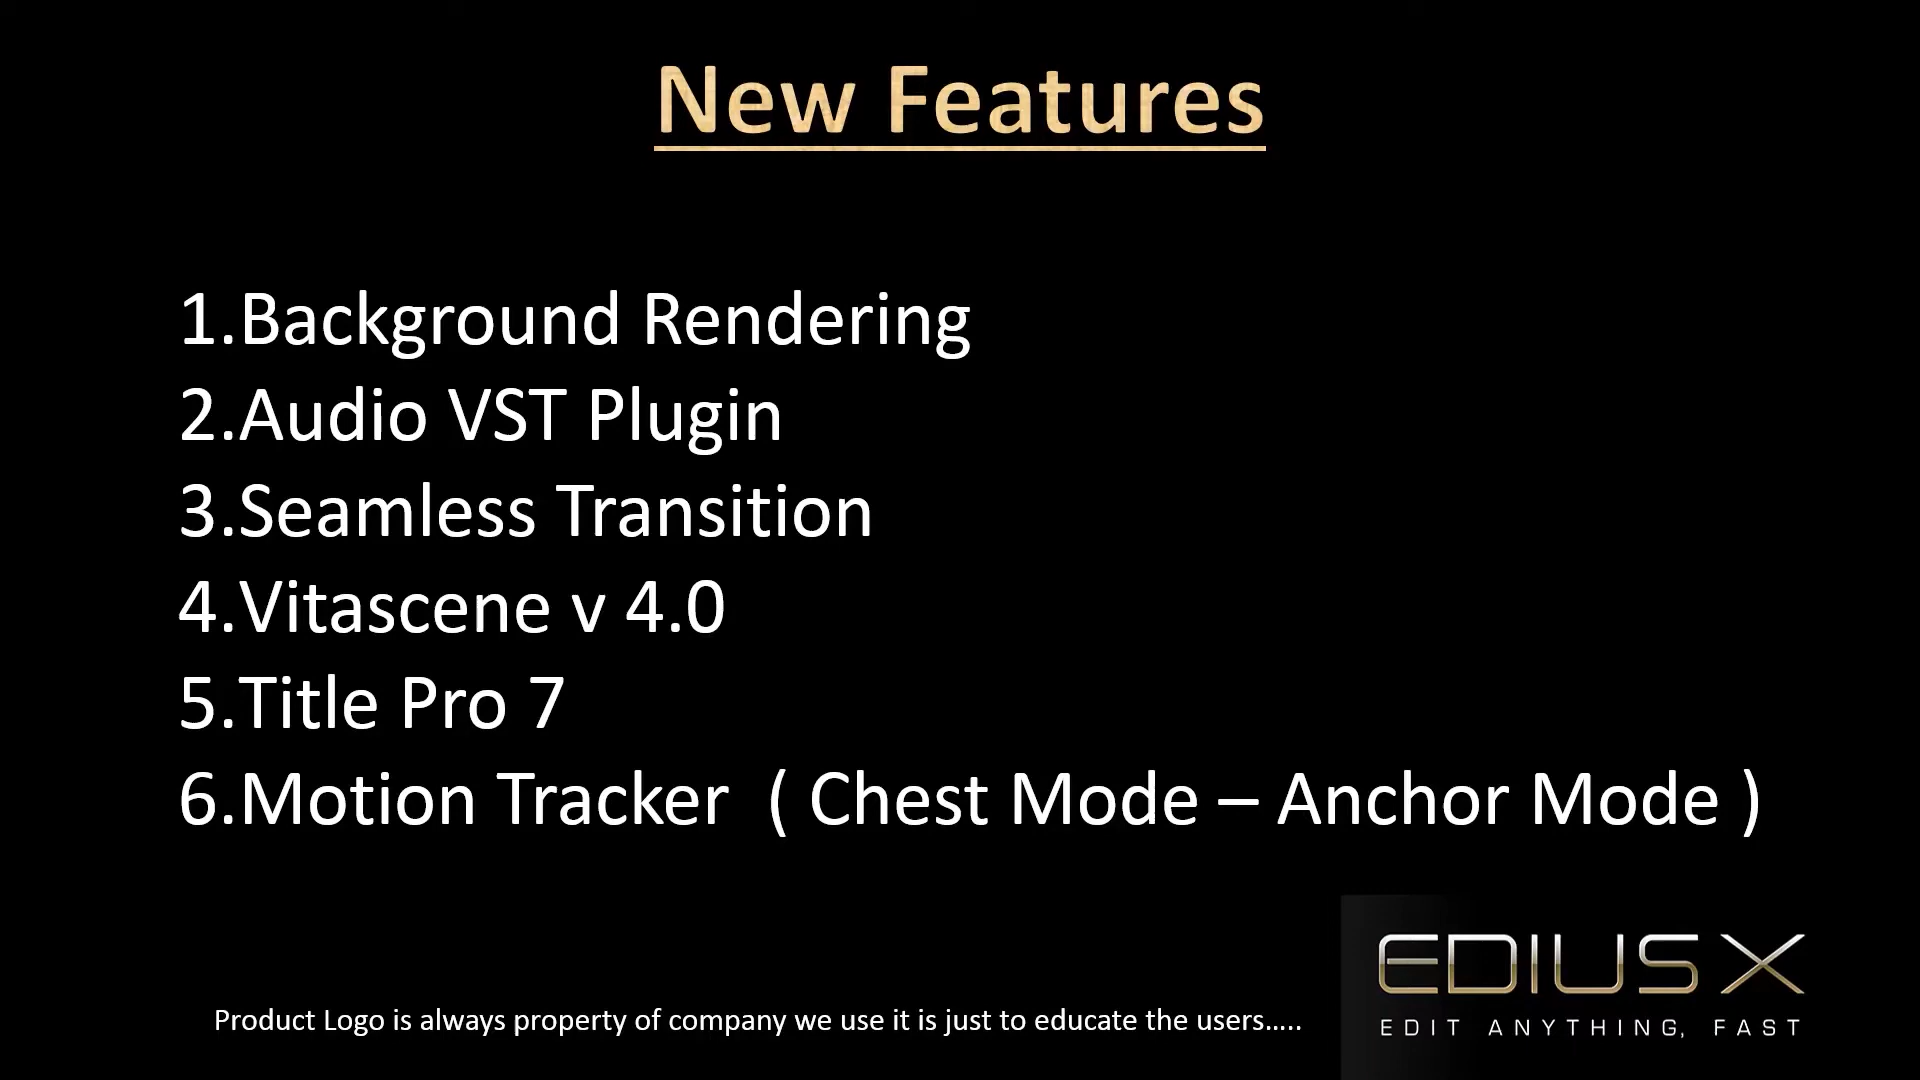 New Features
1.Background Rendering
2.Audio VST Plugin
3.Seamless Transition
4.Vitascene v 4.0
5.Title Pro 7
6.Motion Tracker  ( Chest Mode – Anchor Mode )
EDIUS X
EDIT ANYTHING, FAST
Product Logo is always property of company we use it is just to educate the users.....